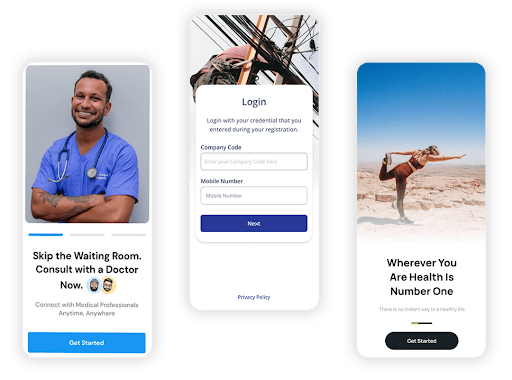 Skip the Waiting Room.
Consult with a Doctor
Now.
Connect with Medical Professionals
Anytime, Anywhere
Get Started
Login
Login with your credential that you
entered during your registration.
Company Code
Enter your Company Code here
Mobile Number
Mobile Number
Next
Privacy Policy
Wherever You
Are Health Is
Number One
There is no instant way to a healthy life
Get Started